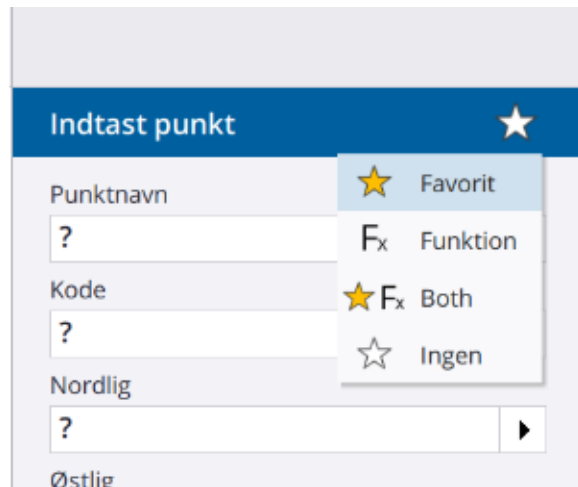 Indtast punkt
Favorit
Punktnavn
?
Fx Funktion
Kode
Fx Both
?
Ingen
Nordlig
?
Østlig